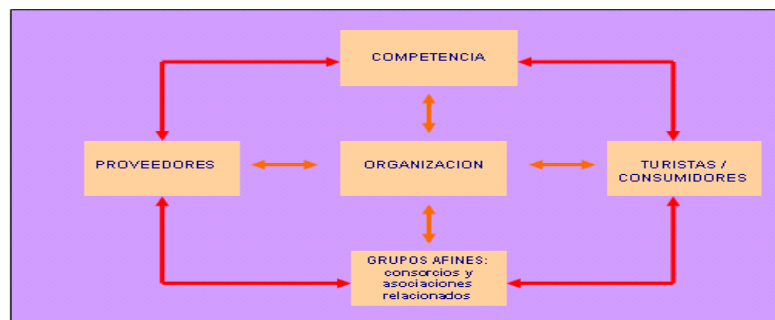 COMPETENCIA
PROVEEDORES
ORGANIZACION
TURISTAS /
CONSUMIDORES
GRUPOS AFINES:
consorcios y
asociaciones
relacionados